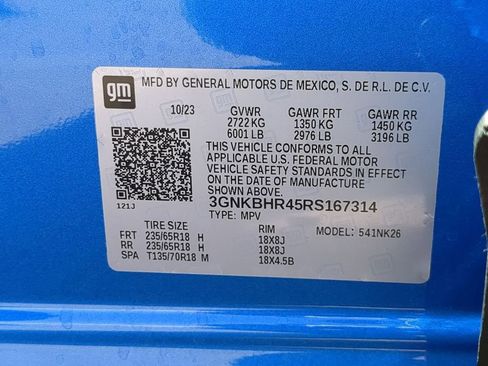 gm
MFD BY GENERAL MOTORS DE MEXICO, S. DE R.L. DE C.V.
10/23 GVWR GAWR FRT GAWR RR
2722 KG 1350 KG 1450 KG
6001 LB 2976 LB 3196 LB
THIS VEHICLE CONFORMS TO ALL
APPLICABLE U.S. FEDERAL MOTOR
VEHICLE SAFETY STANDARDS IN EFFECT
ON THE DATE OF MANUFACTURE
SHOWN ABOVE.
3GNKBHR45RS167314
121J TYPE: MPV
TIRE SIZE RIM MODEL: 541NK26
FRT 235/65R18 H 18X8J
RR 235/65R18 H 18X8J
SPA T135/70R18 M 18X4.5B